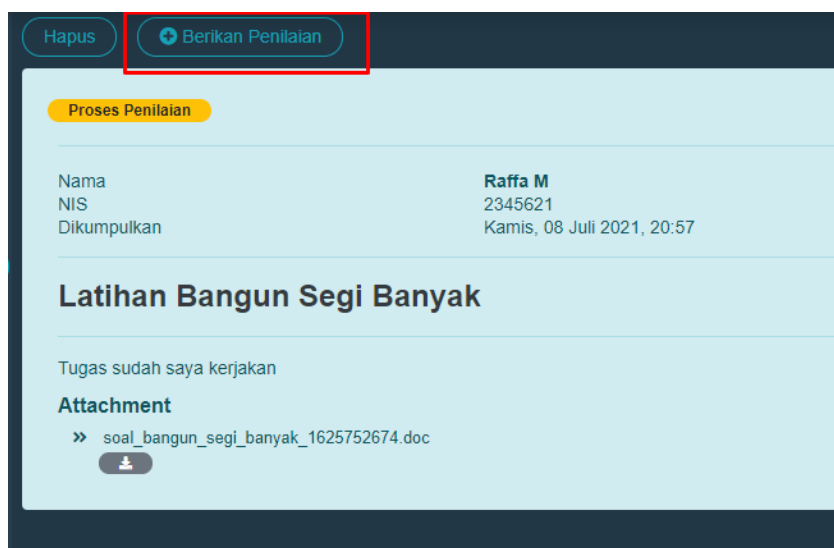 Hapus
Berikan Penilaian
Proses Penilaian
Nama Raffa M
NIS 2345621
Dikumpulkan Kamis, 08 Juli 2021, 20:57
Latihan Bangun Segi Banyak
Tugas sudah saya kerjakan
Attachment
soal_bangun_segi_banyak_1625752674.doc